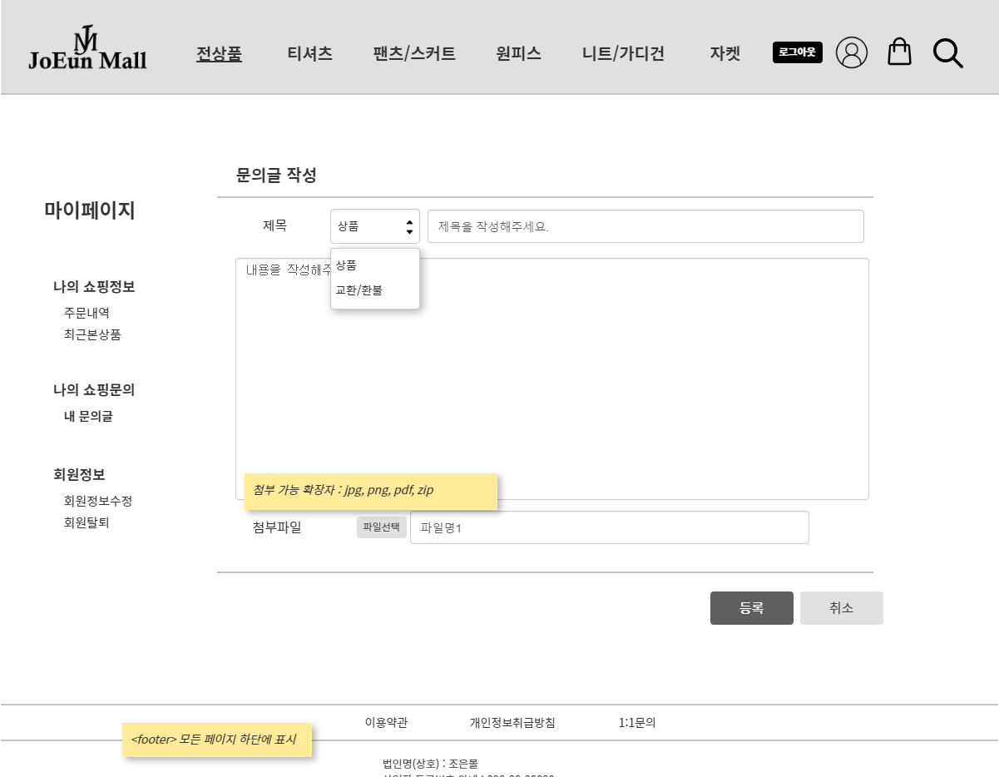 JM
JoEun Mall
전상품 티셔츠 팬츠/스커트 원피스 니트/가디건 자켓 로그아웃
문의글 작성
마이페이지
제목 상품 제목을 작성해주세요.
내용을 작성해주
상품
교환/환불
나의 쇼핑정보
주문내역
최근본상품
나의 쇼핑문의
내 문의글
회원정보
회원정보수정
회원탈퇴
첨부 가능 확장자 : jpg, png, pdf, zip
첨부파일 파일선택 파일명1
등록 취소
이용약관 개인정보취급방침 1:1문의
<footer> 모든 페이지 하단에 표시
법인명(상호) : 조은몰